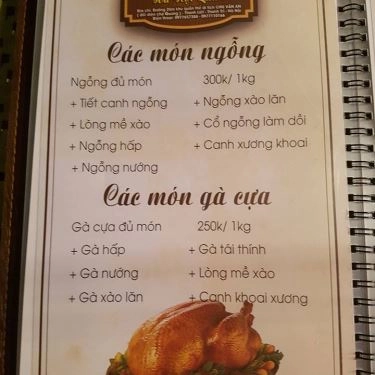 Các món ngỗng
Ngỗng đủ món 300k/ 1kg
+ Tiết canh ngỗng + Ngỗng xào lăn
+ Lòng mề xào + Cổ ngỗng làm dồi
+ Ngỗng hấp + Canh xương khoai
+ Ngỗng nướng
Các món gà cựa
Gà cựa đủ món 250k/ 1kg
+ Gà hấp + Gà tái thính
+ Gà nướng + Lòng mề xào
+ Gà xào lăn + Canh khoai xương